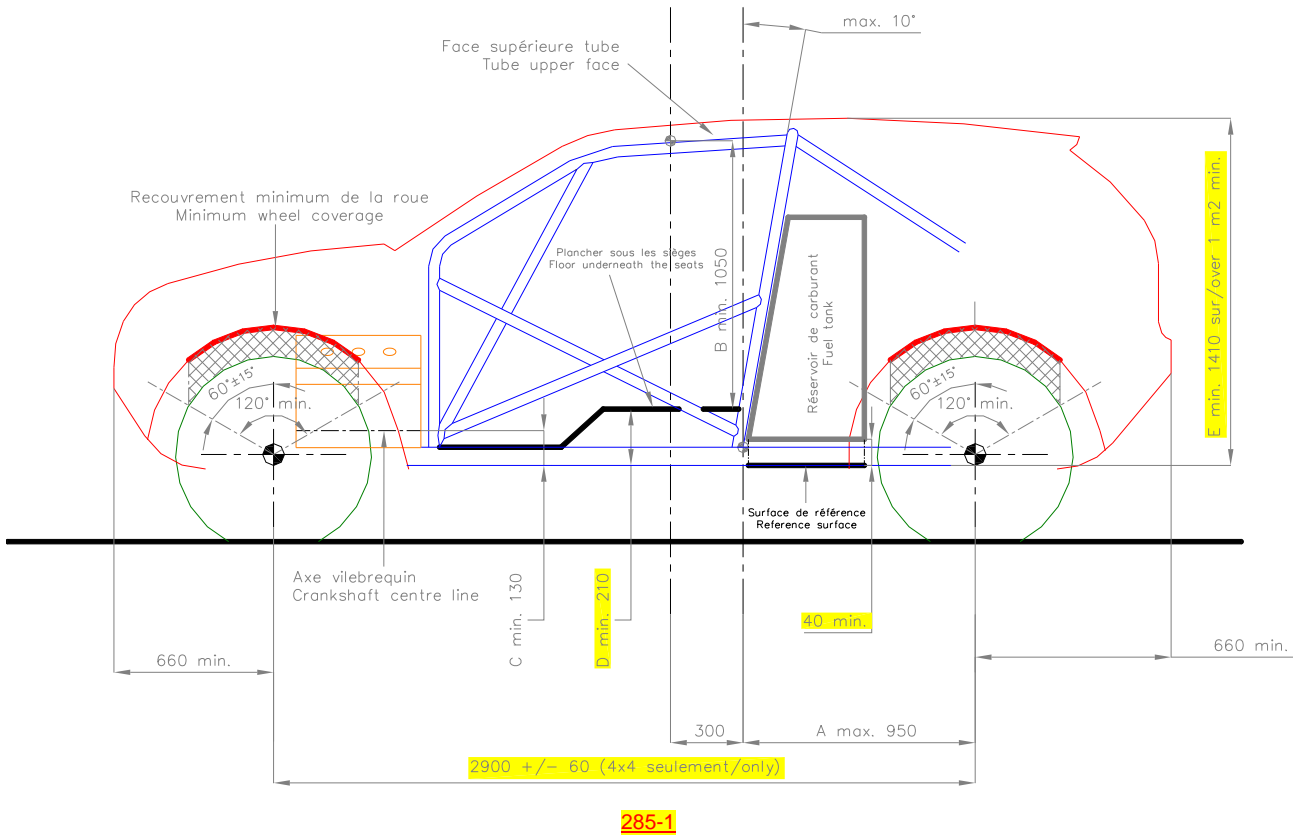 max. 10°
Face supérieure tube
Tube upper face
Recouvrement minimum de la roue
Minimum wheel coverage
Plancher sous les sièges
Floor underneath the seats
B min. 1050
Réservoir de carburant
Fuel tank
E min. 1410 sur/over 1 m2 min.
60°±15°
120° min.
60°±15°
120° min.
Surface de référence
Reference surface
Axe vilebrequin
Crankshaft centre line
C min. 130
D min. 210
40 min.
660 min.
660 min.
300
A max. 950
2900 +/- 60 (4x4 seulement/only)
285-1